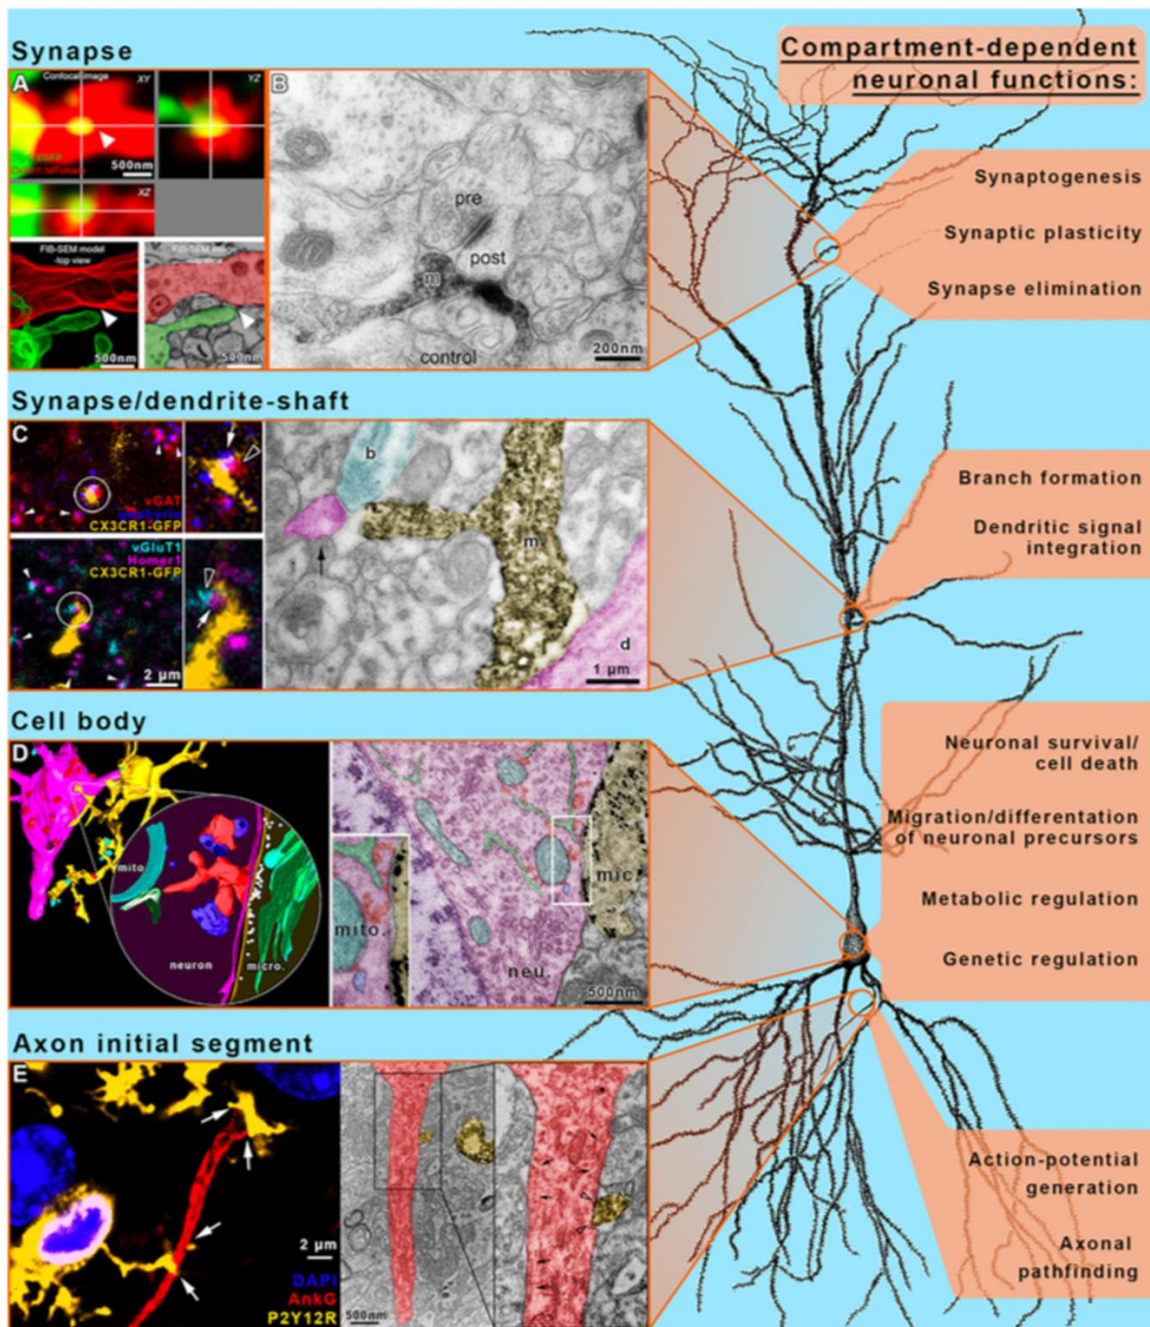 Synapse
Compartment-dependent
neuronal functions:
A
Confocal image
XY
YZ
500nm
XZ
FIB-SEM model
-top view
FIB-SEM image
500nm
500nm
B
pre
post
m
control
200nm
Synaptogenesis
Synaptic plasticity
Synapse elimination
Synapse/dendrite-shaft
C
vGAT
gephyrin
CX3CR1-GFP
vGluT1
Homer1
CX3CR1-GFP
2 µm
b
m.
d
1 µm
Branch formation
Dendritic signal
integration
Cell body
D
mito.
neuron
micro.
mito.
neu.
mic.
500nm
Neuronal survival/
cell death
Migration/differentation
of neuronal precursors
Metabolic regulation
Genetic regulation
Axon initial segment
E
2 µm
DAPI
AnkG
P2Y12R
500nm
Action-potential
generation
Axonal
pathfinding